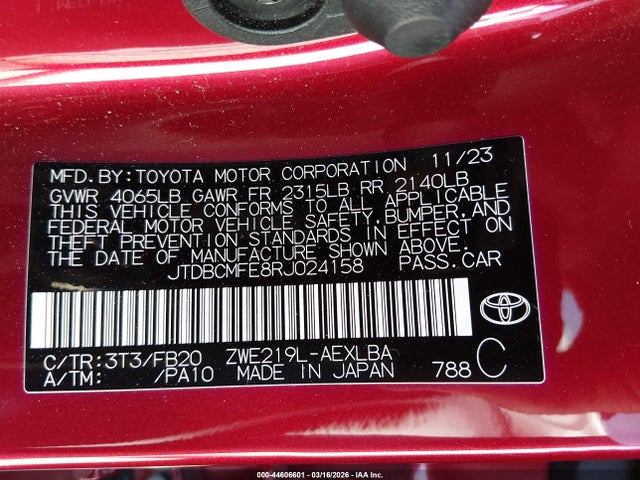 MFD.BY:TOYOTA MOTOR CORPORATION 11/23
GVWR 4065LB GAWR FR 2315LB RR 2140LB
THIS VEHICLE CONFORMS TO ALL APPLICABLE
FEDERAL MOTOR VEHICLE SAFETY,BUMPER,AND
THEFT PREVENTION STANDARDS IN EFFECT ON
THE DATE OF MANUFACTURE SHOWN ABOVE.
JTDBCMFE8RJ024158 PASS.CAR
C/TR:3T3/FB20 ZWE219L-AEXLBA
A/TM: /PA10 MADE IN JAPAN 788 C
000-44606601 - 03/16/2026 - IAA, Inc.